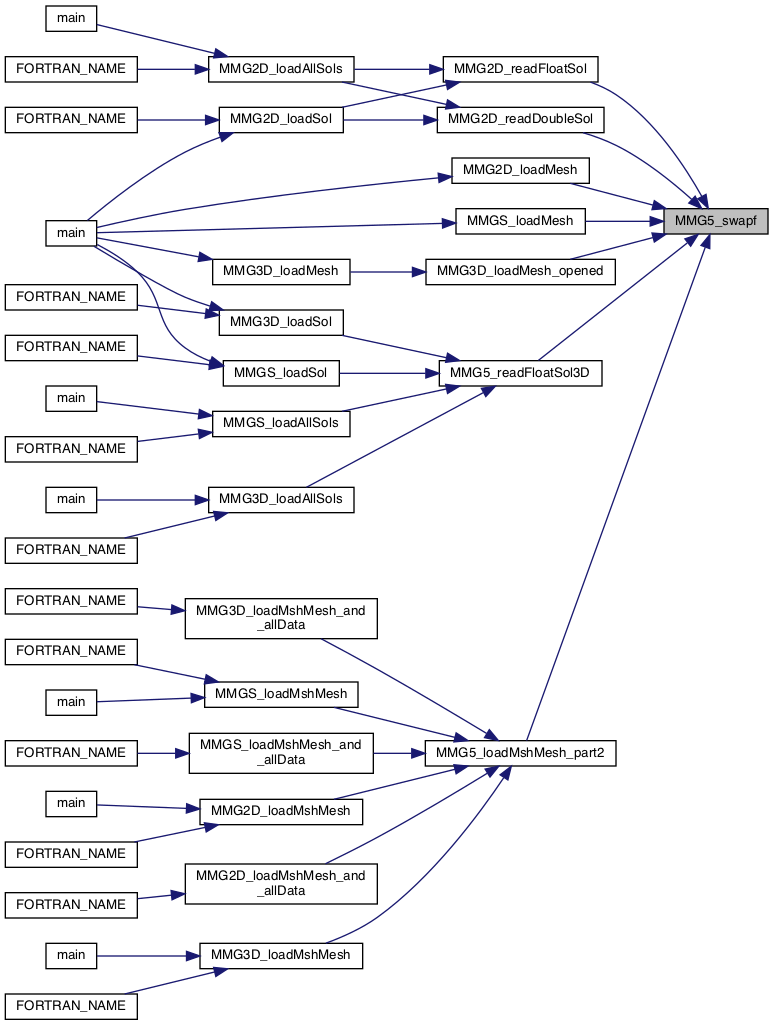 main
FORTRAN_NAME
MMG2D_loadAllSols
MMG2D_readFloatSol
FORTRAN_NAME
MMG2D_loadSol
MMG2D_readDoubleSol
MMG2D_loadMesh
main
MMGS_loadMesh
MMG5_swapf
MMG3D_loadMesh
MMG3D_loadMesh_opened
FORTRAN_NAME
MMG3D_loadSol
FORTRAN_NAME
MMGS_loadSol
MMG5_readFloatSol3D
main
MMGS_loadAllSols
FORTRAN_NAME
main
MMG3D_loadAllSols
FORTRAN_NAME
FORTRAN_NAME
MMG3D_loadMshMesh_and
_allData
FORTRAN_NAME
MMGS_loadMshMesh
main
FORTRAN_NAME
MMGS_loadMshMesh_and
_allData
MMG5_loadMshMesh_part2
main
MMG2D_loadMshMesh
FORTRAN_NAME
MMG2D_loadMshMesh_and
_allData
FORTRAN_NAME
main
MMG3D_loadMshMesh
FORTRAN_NAME